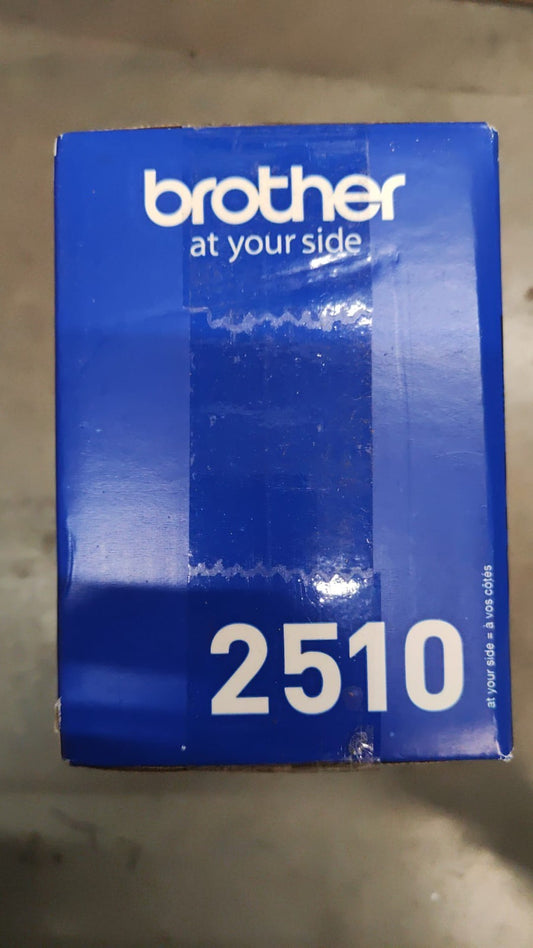 brother
at your side
2510
at your side = à vos côtés